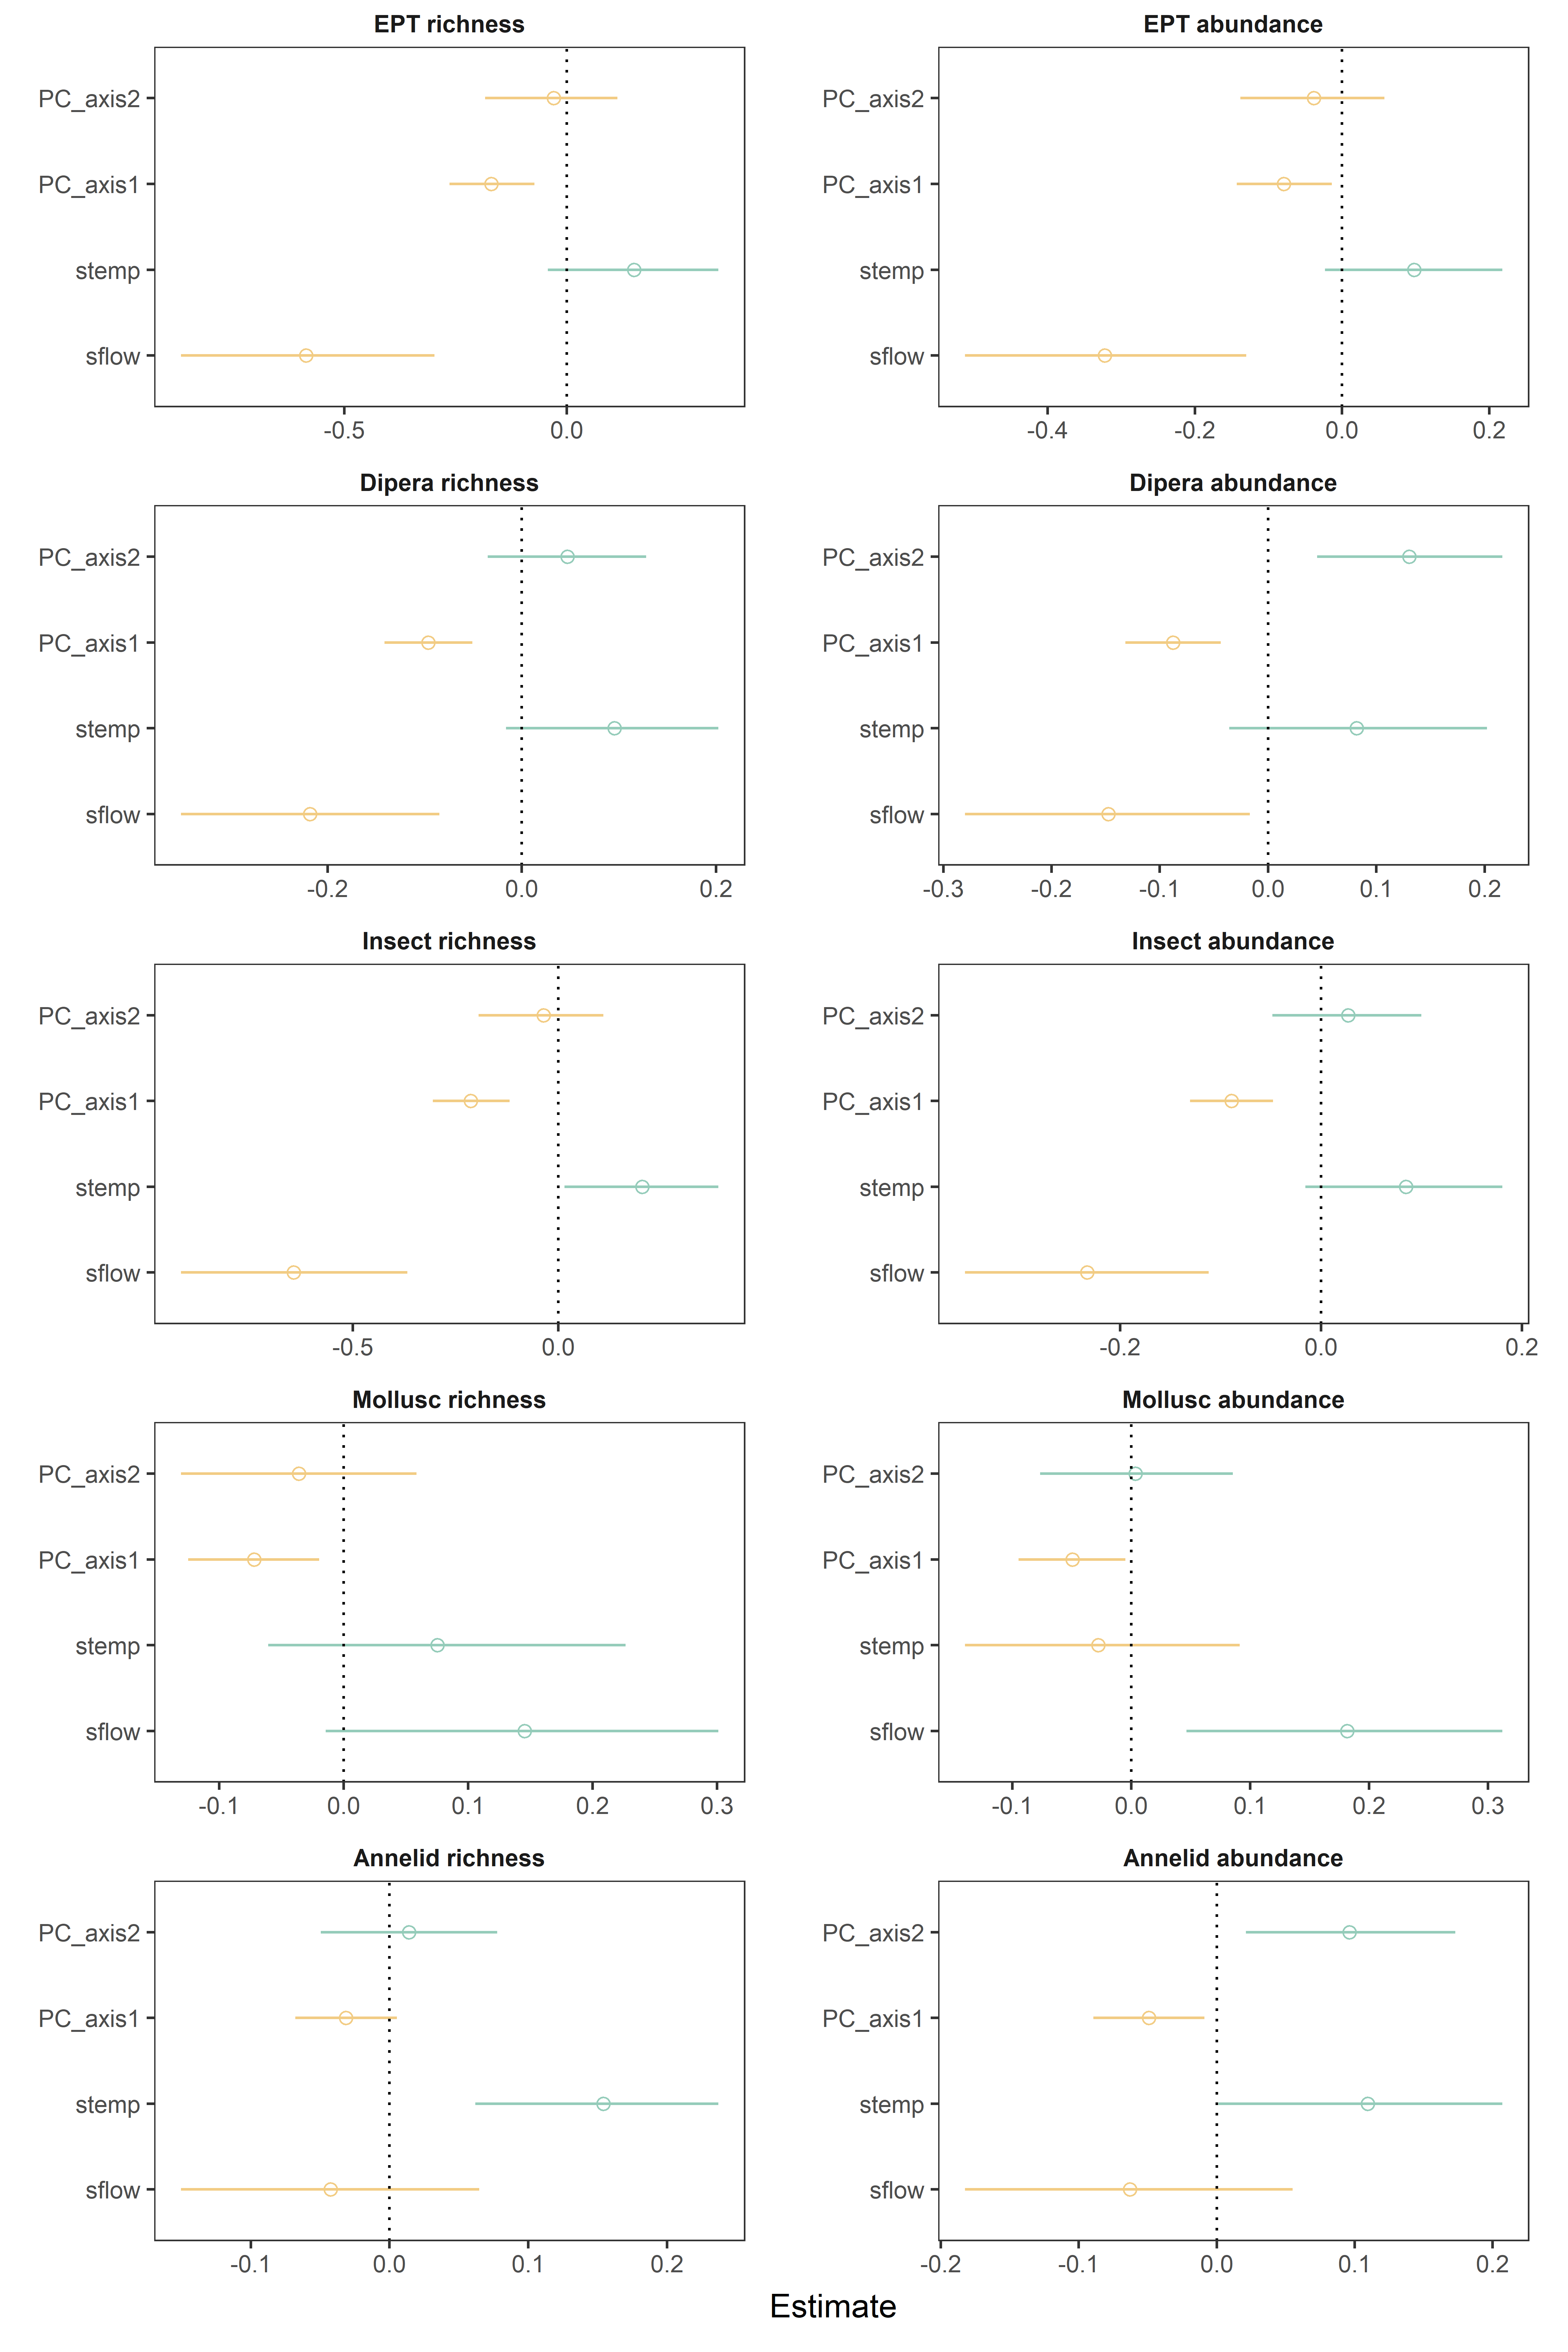 EPT richness
PC_axis2
PC_axis1
stemp
sflow
-0.5 0.0
EPT abundance
PC_axis2
PC_axis1
stemp
sflow
-0.4 -0.2 0.0 0.2
Dipera richness
PC_axis2
PC_axis1
stemp
sflow
-0.2 0.0 0.2
Dipera abundance
PC_axis2
PC_axis1
stemp
sflow
-0.3 -0.2 -0.1 0.0 0.1 0.2
Insect richness
PC_axis2
PC_axis1
stemp
sflow
-0.5 0.0
Insect abundance
PC_axis2
PC_axis1
stemp
sflow
-0.2 0.0 0.2
Mollusc richness
PC_axis2
PC_axis1
stemp
sflow
-0.1 0.0 0.1 0.2 0.3
Mollusc abundance
PC_axis2
PC_axis1
stemp
sflow
-0.1 0.0 0.1 0.2 0.3
Annelid richness
PC_axis2
PC_axis1
stemp
sflow
-0.1 0.0 0.1 0.2
Annelid abundance
PC_axis2
PC_axis1
stemp
sflow
-0.2 -0.1 0.0 0.1 0.2
Estimate